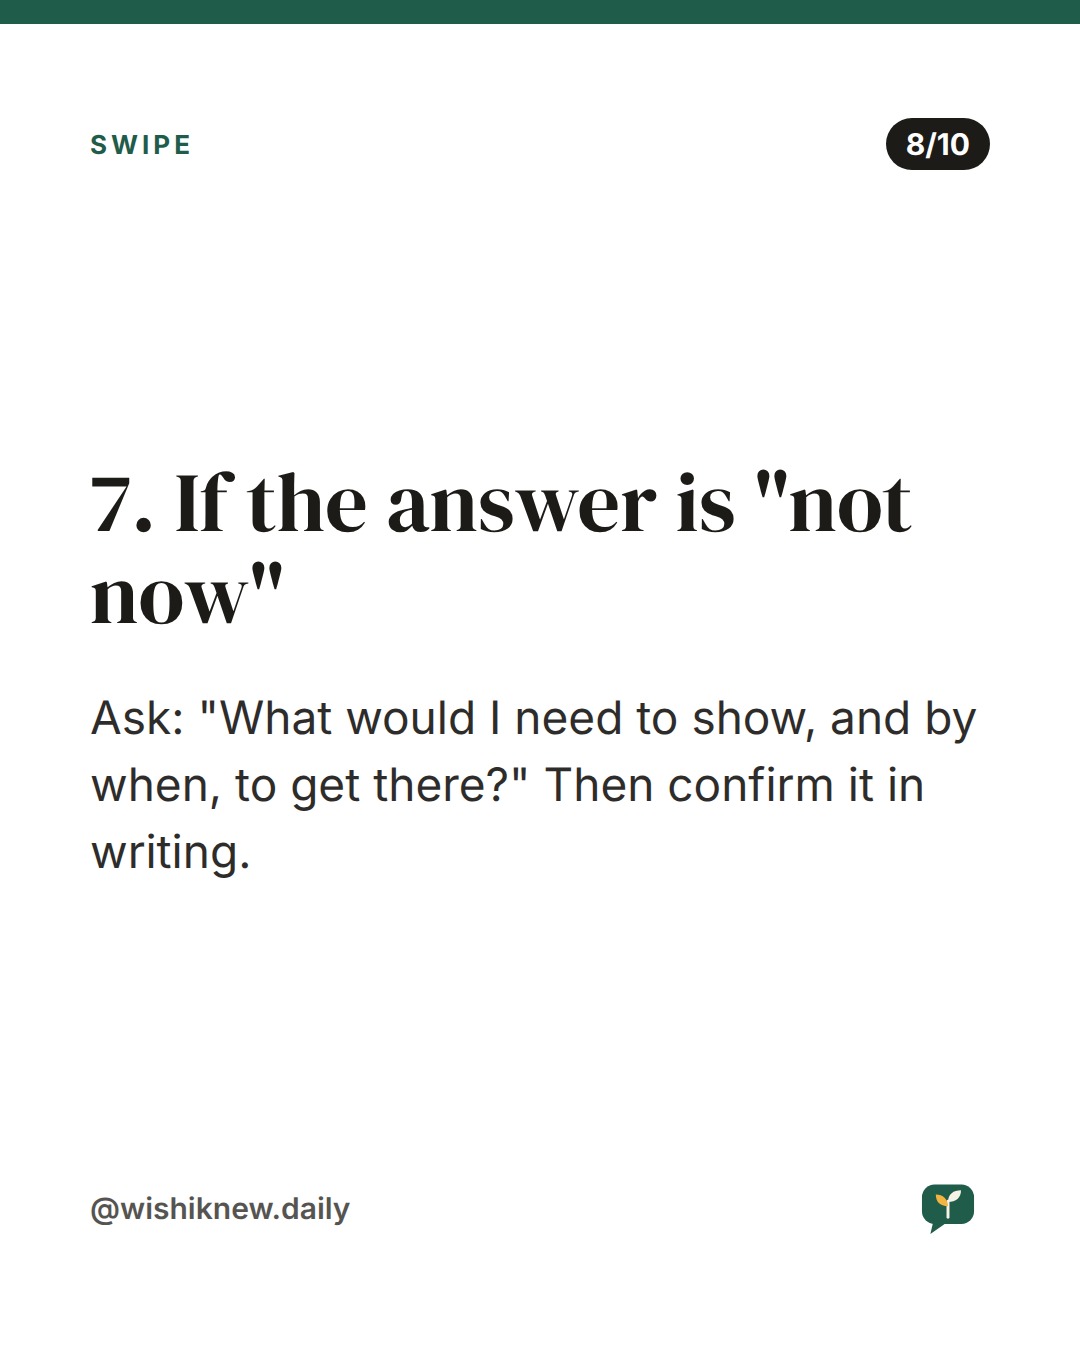 SWIPE
8/10
7. If the answer is "not
now"
Ask: "What would I need to show, and by
when, to get there?" Then confirm it in
writing.
@wishiknew.daily